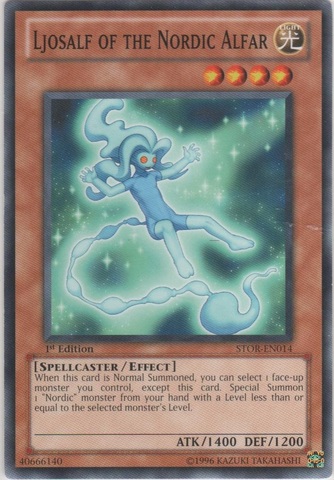 LJOSALF OF THE NORDIC ALFAR
LIGHT
光
1st Edition
STOR-EN014
[SPELLCASTER / EFFECT]
When this card is Normal Summoned, you can select 1 face-up
monster you control, except this card. Special Summon
1 "Nordic" monster from your hand with a Level less than or
equal to the selected monster's Level.
ATK/1400 DEF/1200
40666140
©1996 KAZUKI TAKAHASHI